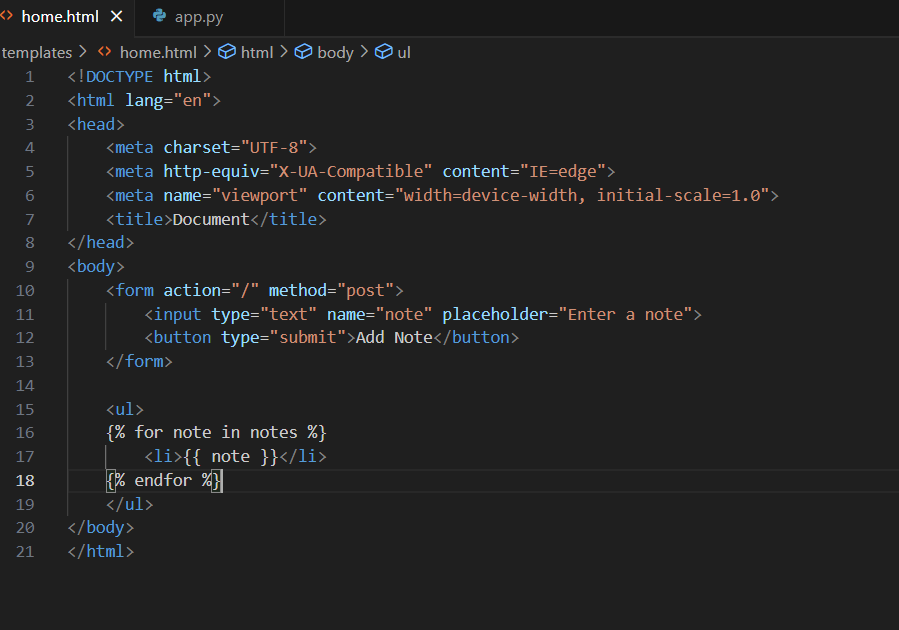 home.html
app.py
templates > home.html > html > body > ul
1 <!DOCTYPE html>
2 <html lang="en">
3 <head>
4     <meta charset="UTF-8">
5     <meta http-equiv="X-UA-Compatible" content="IE=edge">
6     <meta name="viewport" content="width=device-width, initial-scale=1.0">
7     <title>Document</title>
8 </head>
9 <body>
10     <form action="/" method="post">
11         <input type="text" name="note" placeholder="Enter a note">
12         <button type="submit">Add Note</button>
13     </form>
14
15     <ul>
16     {% for note in notes %}
17         <li>{{ note }}</li>
18     {% endfor %}
19     </ul>
20 </body>
21 </html>